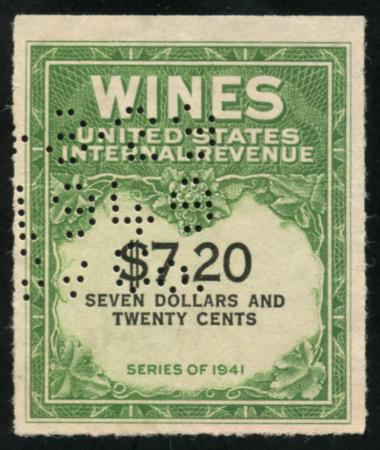 WINES
UNITED STATES
INTERNAL REVENUE
$7.20
SEVEN DOLLARS AND
TWENTY CENTS
SERIES OF 1941